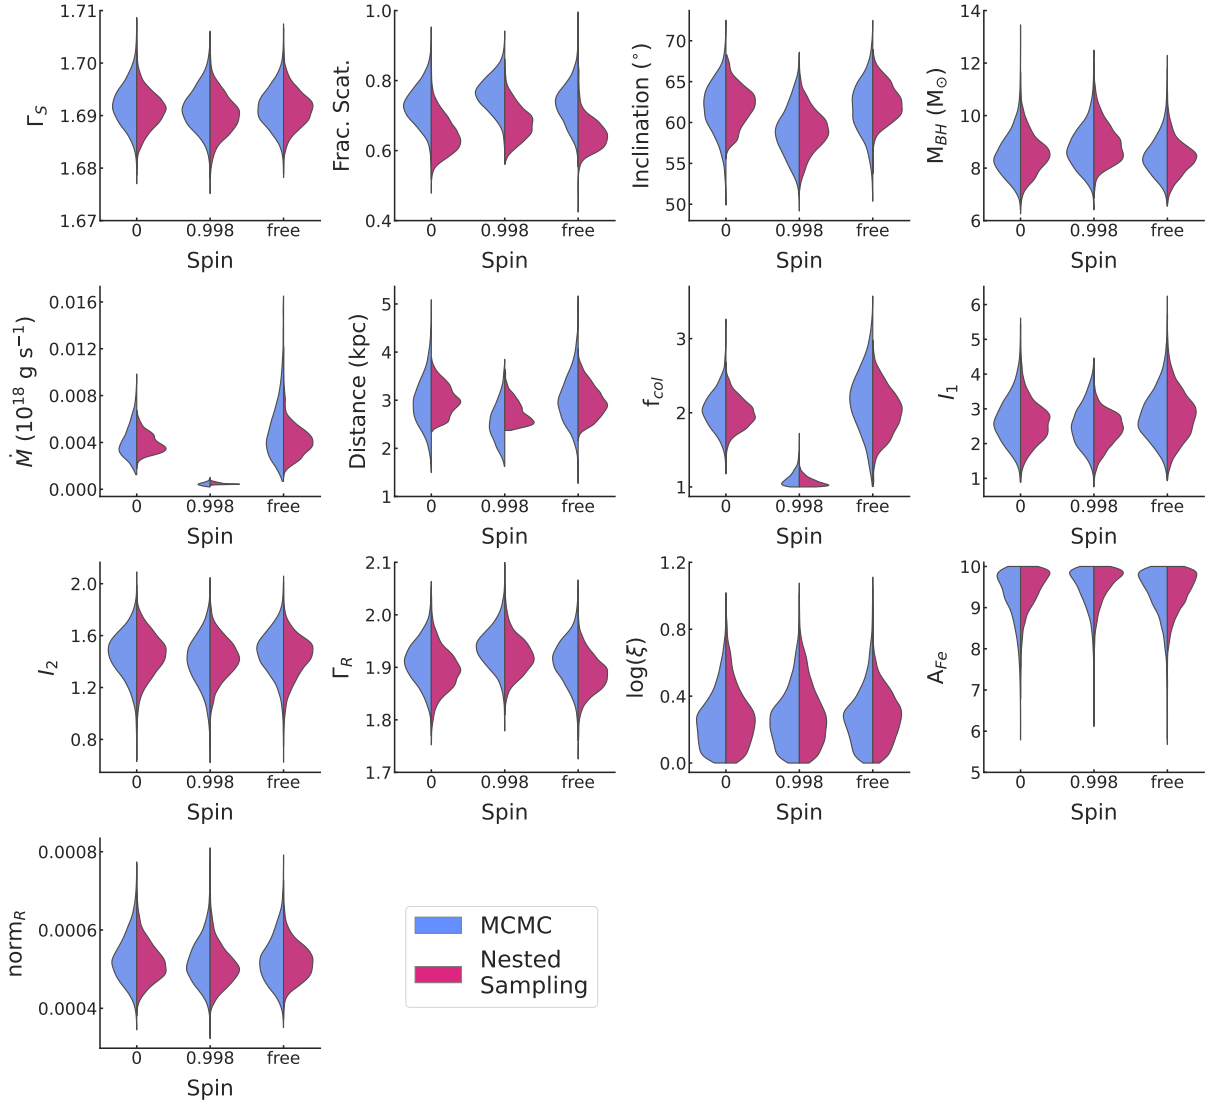 1.71
1.70
1.69
1.68
1.67
Γ_S
0
0.998
free
Spin
1.0
0.8
0.6
0.4
Frac. Scat.
0
0.998
free
Spin
70
65
60
55
50
Inclination (°)
0
0.998
free
Spin
14
12
10
8
6
M_BH (M_⊙)
0
0.998
free
Spin
0.016
0.012
0.008
0.004
0.000
Ṁ (10^18 g s^−1)
0
0.998
free
Spin
5
4
3
2
1
Distance (kpc)
0
0.998
free
Spin
3
2
1
f_col
0
0.998
free
Spin
6
5
4
3
2
1
I_1
0
0.998
free
Spin
2.0
1.6
1.2
0.8
I_2
0
0.998
free
Spin
2.1
2.0
1.9
1.8
1.7
Γ_R
0
0.998
free
Spin
1.2
0.8
0.4
0.0
log(ξ)
0
0.998
free
Spin
10
9
8
7
6
5
A_Fe
0
0.998
free
Spin
0.0008
0.0006
0.0004
norm_R
0
0.998
free
Spin
MCMC
Nested
Sampling